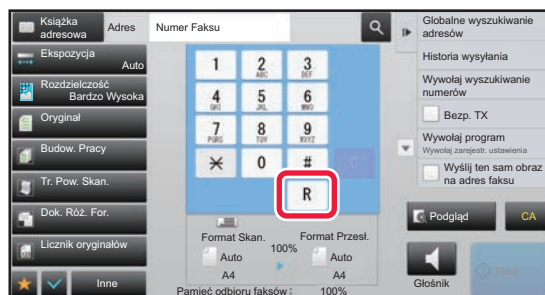 Książka
adresowa
Adres
Numer Faksu
Ekspozycja
Auto
Rozdzielczość
Bardzo Wysoka
Oryginał
Budow. Pracy
Tr. Pow. Skan.
Dok. Róż. For.
Licznik oryginałów
Inne
1 2 3
ABC DEF
4 5 6
GHI JKL MNO
7 8 9
PQRS TUV WXYZ
0 #
C
R
Format Skan. 100% Format Przesł.
Auto Auto
A4 A4
Pamięć odbioru faksów : 100%
Globalne wyszukiwanie
adresów
Historia wysyłania
Wywołaj wyszukiwanie
numerów
Bezp. TX
Wywołaj program
Wywołaj zarejestr. ustawienia
Wyślij ten sam obraz
na adres faksu
Podgląd
CA
Głośnik
Start